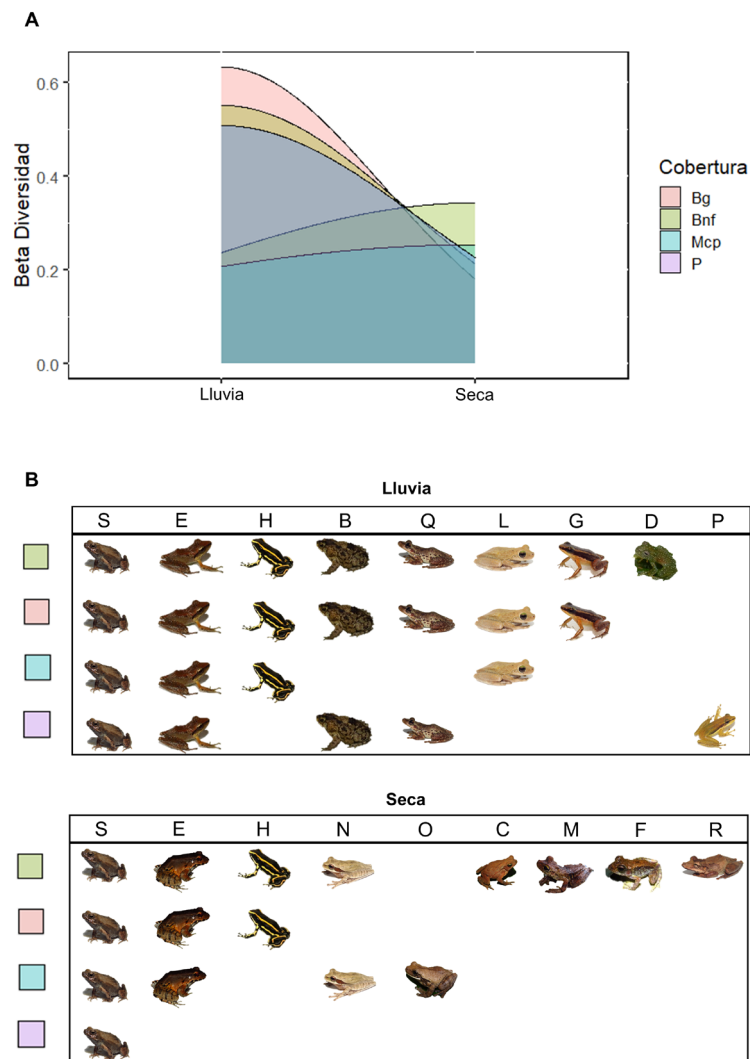 A
Beta Diversidad
0.6
0.4
0.2
0.0
Lluvia Seca
Cobertura
Bg
Bnf
Mcp
P
B
Lluvia
S E H B Q L G D P
Seca
S E H N O C M F R